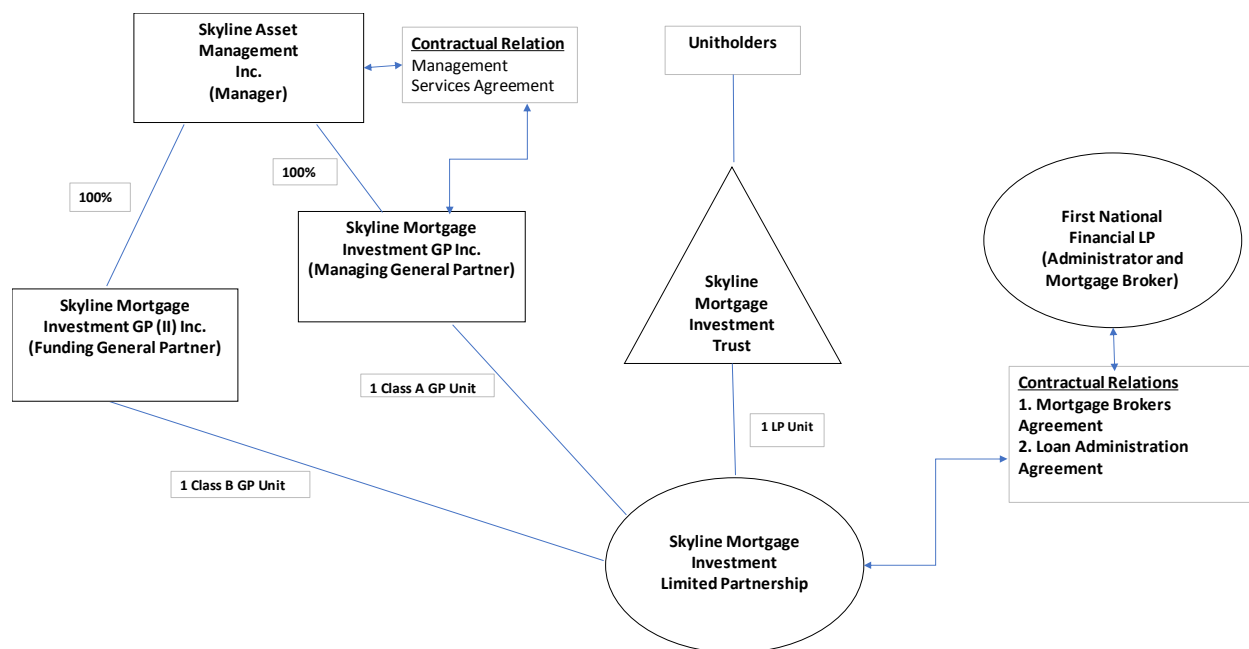 Skyline Asset
Management
Inc.
(Manager)
Contractual Relation
Management
Services Agreement
Unitholders
100%
100%
Skyline Mortgage
Investment GP Inc.
(Managing General Partner)
First National
Financial LP
(Administrator and
Mortgage Broker)
Skyline
Mortgage
Investment
Trust
Skyline Mortgage
Investment GP (II) Inc.
(Funding General Partner)
1 Class A GP Unit
Contractual Relations
1. Mortgage Brokers
Agreement
2. Loan Administration
Agreement
1 LP Unit
1 Class B GP Unit
Skyline Mortgage
Investment
Limited Partnership